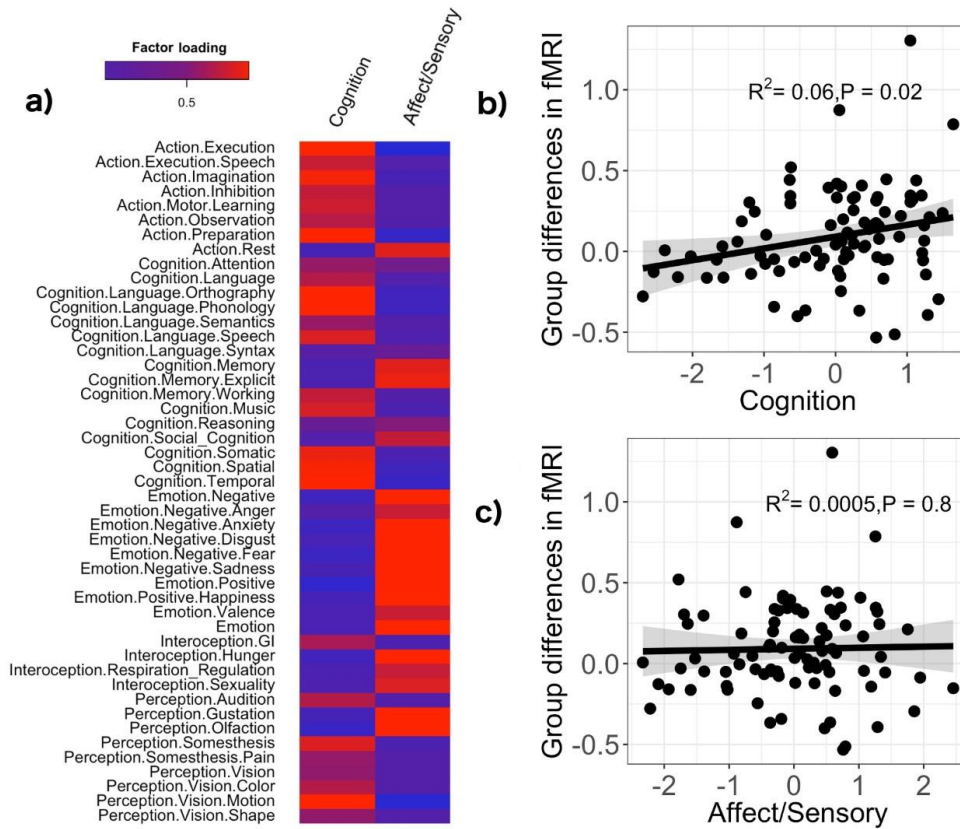 a)
Factor loading
0.5
Cognition
Affect/Sensory
Action.Execution
Action.Execution.Speech
Action.Imagination
Action.Inhibition
Action.Motor.Learning
Action.Observation
Action.Preparation
Action.Rest
Cognition.Attention
Cognition.Language
Cognition.Language.Orthography
Cognition.Language.Phonology
Cognition.Language.Semantics
Cognition.Language.Speech
Cognition.Language.Syntax
Cognition.Memory
Cognition.Memory.Explicit
Cognition.Memory.Working
Cognition.Music
Cognition.Reasoning
Cognition.Social_Cognition
Cognition.Somatic
Cognition.Spatial
Cognition.Temporal
Emotion.Negative
Emotion.Negative.Anger
Emotion.Negative.Anxiety
Emotion.Negative.Disgust
Emotion.Negative.Fear
Emotion.Negative.Sadness
Emotion.Positive
Emotion.Positive.Happiness
Emotion.Valence
Emotion
Interoception.GI
Interoception.Hunger
Interoception.Respiration_Regulation
Interoception.Sexuality
Perception.Audition
Perception.Gustation
Perception.Olfaction
Perception.Somesthesis
Perception.Somesthesis.Pain
Perception.Vision
Perception.Vision.Color
Perception.Vision.Motion
Perception.Vision.Shape
b)
Group differences in fMRI
R²= 0.06,P = 0.02
1.0
0.5
0.0
-0.5
-2 -1 0 1
Cognition
c)
Group differences in fMRI
R²= 0.0005,P = 0.8
1.0
0.5
0.0
-0.5
-2 -1 0 1 2
Affect/Sensory